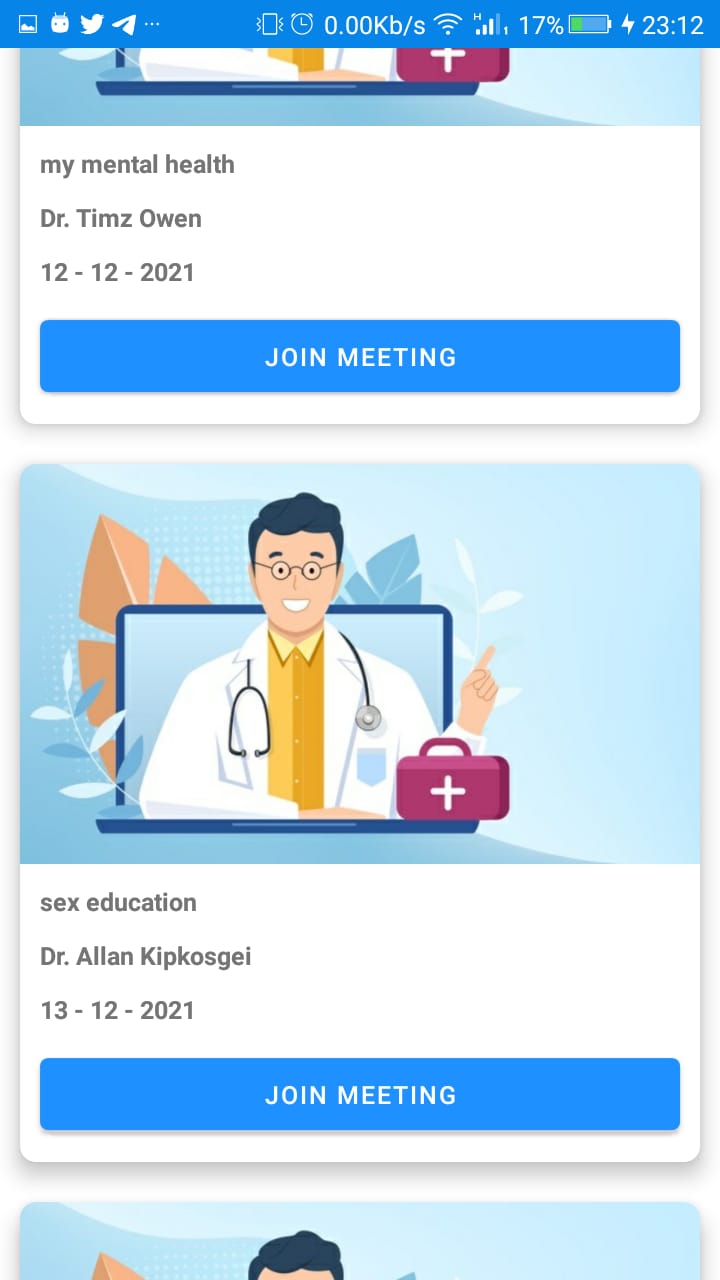 0.00Kb/s H 17% 23:12
my mental health
Dr. Timz Owen
12 - 12 - 2021
JOIN MEETING
sex education
Dr. Allan Kipkosgei
13 - 12 - 2021
JOIN MEETING